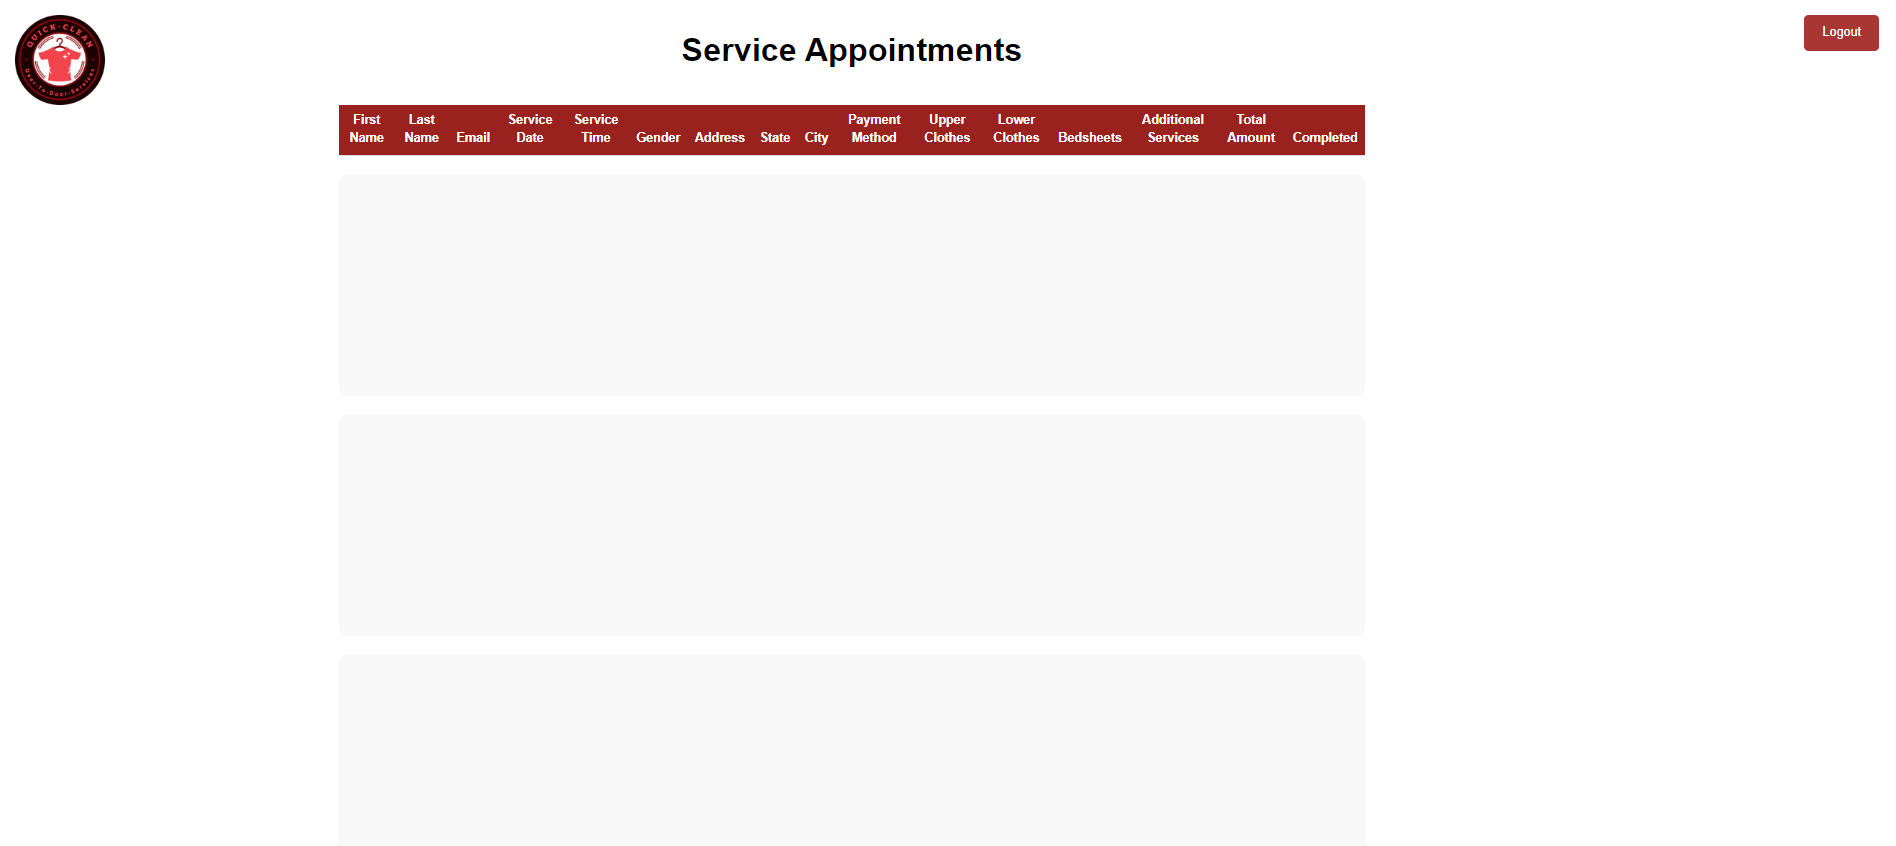 QUICK-CLEAN
Door-To-Door-Services
Service Appointments
Logout
First Name Last Name Email Service Date Service Time Gender Address State City Payment Method Upper Clothes Lower Clothes Bedsheets Additional Services Total Amount Completed